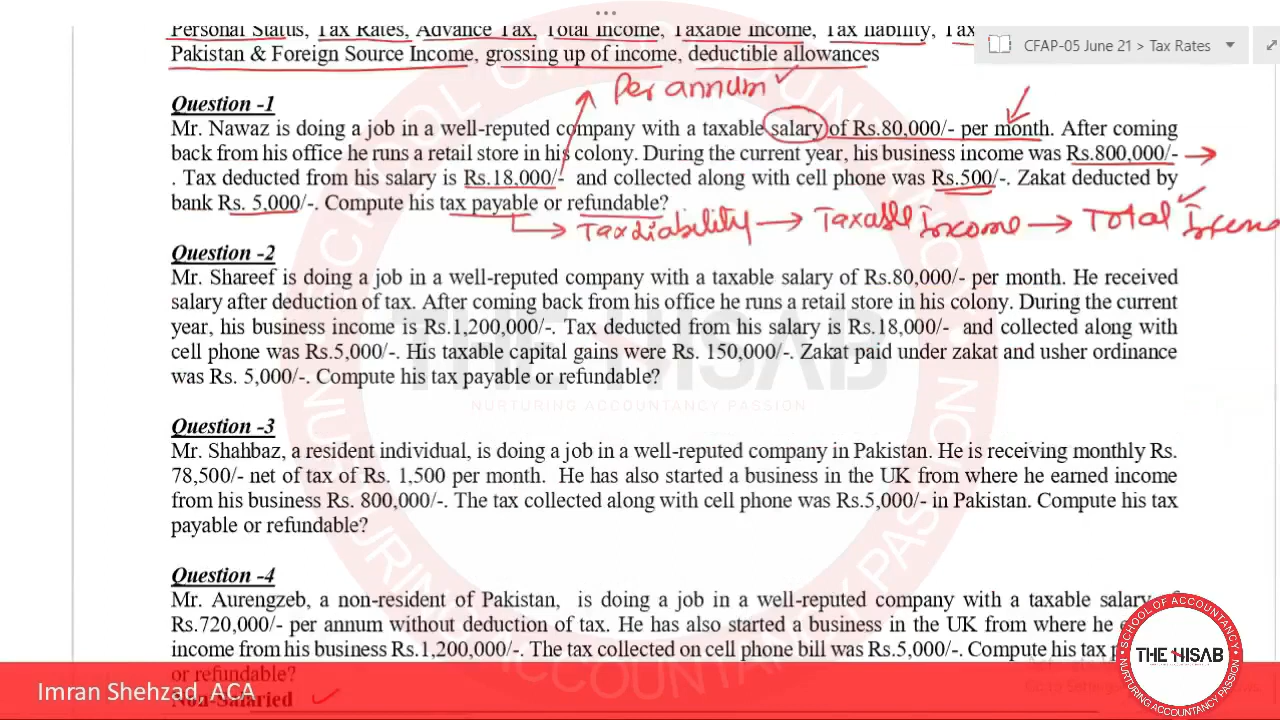 Personal Status, Tax Rates, Advance Tax, Total Income, Taxable Income, Tax liability, Tax
Pakistan & Foreign Source Income, grossing up of income, deductible allowances
CFAP-05 June 21 > Tax Rates
Per annum
Question -1
Mr. Nawaz is doing a job in a well-reputed company with a taxable salary of Rs.80,000/- per month. After coming
back from his office he runs a retail store in his colony. During the current year, his business income was Rs.800,000/-
. Tax deducted from his salary is Rs.18,000/- and collected along with cell phone was Rs.500/-. Zakat deducted by
bank Rs. 5,000/-. Compute his tax payable or refundable?
Tax Liability → Taxable Income → Total Income
Question -2
Mr. Shareef is doing a job in a well-reputed company with a taxable salary of Rs.80,000/- per month. He received
salary after deduction of tax. After coming back from his office he runs a retail store in his colony. During the current
year, his business income is Rs.1,200,000/-. Tax deducted from his salary is Rs.18,000/- and collected along with
cell phone was Rs.5,000/-. His taxable capital gains were Rs. 150,000/-. Zakat paid under zakat and usher ordinance
was Rs. 5,000/-. Compute his tax payable or refundable?
THE HISAB
NURTURING ACCOUNTANCY PASSION
Question -3
Mr. Shahbaz, a resident individual, is doing a job in a well-reputed company in Pakistan. He is receiving monthly Rs.
78,500/- net of tax of Rs. 1,500 per month. He has also started a business in the UK from where he earned income
from his business Rs. 800,000/-. The tax collected along with cell phone was Rs.5,000/- in Pakistan. Compute his tax
payable or refundable?
Question -4
Mr. Aurengzeb, a non-resident of Pakistan, is doing a job in a well-reputed company with a taxable salary
Rs.720,000/- per annum without deduction of tax. He has also started a business in the UK from where he
income from his business Rs.1,200,000/-. The tax collected on cell phone bill was Rs.5,000/-. Compute his tax
or refundable?
Non-Salaried
Imran Shehzad, ACA
SCHOOL OF ACCOUNTANCY
THE HISAB
NURTURING ACCOUNTANCY PASSION